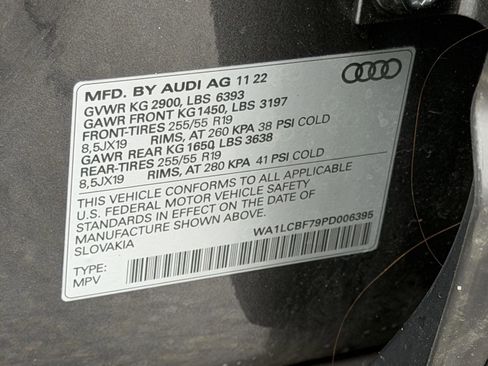 MFD. BY AUDI AG 11 22
GVWR KG 2900, LBS 6393
GAWR FRONT KG 1450, LBS 3197
FRONT-TIRES 255/55 R19
8,5JX19 RIMS, AT 260 KPA 38 PSI COLD
GAWR REAR KG 1650, LBS 3638
REAR-TIRES 255/55 R19
8,5JX19 RIMS, AT 280 KPA 41 PSI COLD
THIS VEHICLE CONFORMS TO ALL APPLICABLE
U.S. FEDERAL MOTOR VEHICLE SAFETY
STANDARDS IN EFFECT ON THE DATE OF
MANUFACTURE SHOWN ABOVE.
SLOVAKIA WA1LCBF79PD006395
TYPE:
MPV